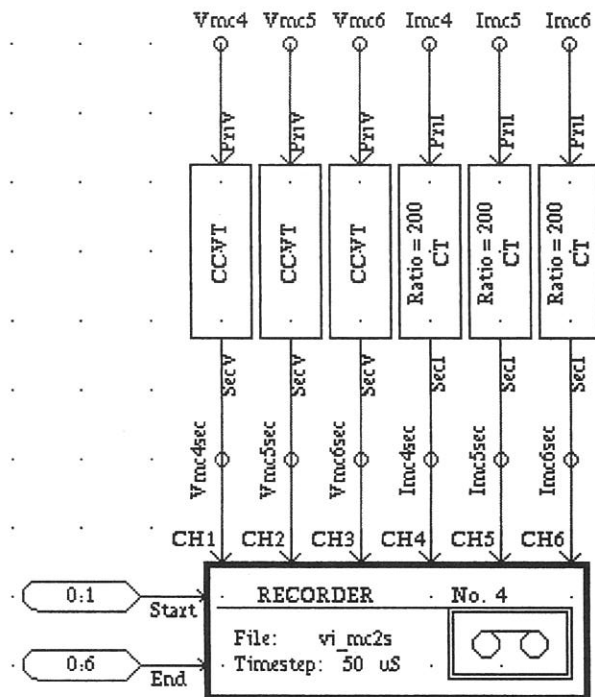 Vmc4 Vmc5 Vmc6 Imc4 Imc5 Imc6
PriV PriV PriV PriI PriI PriI
CCVT CCVT CCVT Ratio = 200 CT Ratio = 200 CT Ratio = 200 CT
SecV SecV SecV SecI SecI SecI
Vmc4sec Vmc5sec Vmc6sec Imc4sec Imc5sec Imc6sec
CH1 CH2 CH3 CH4 CH5 CH6
0:1 Start RECORDER No. 4
File: vi_mc2s
0:6 End Timestep: 50 uS